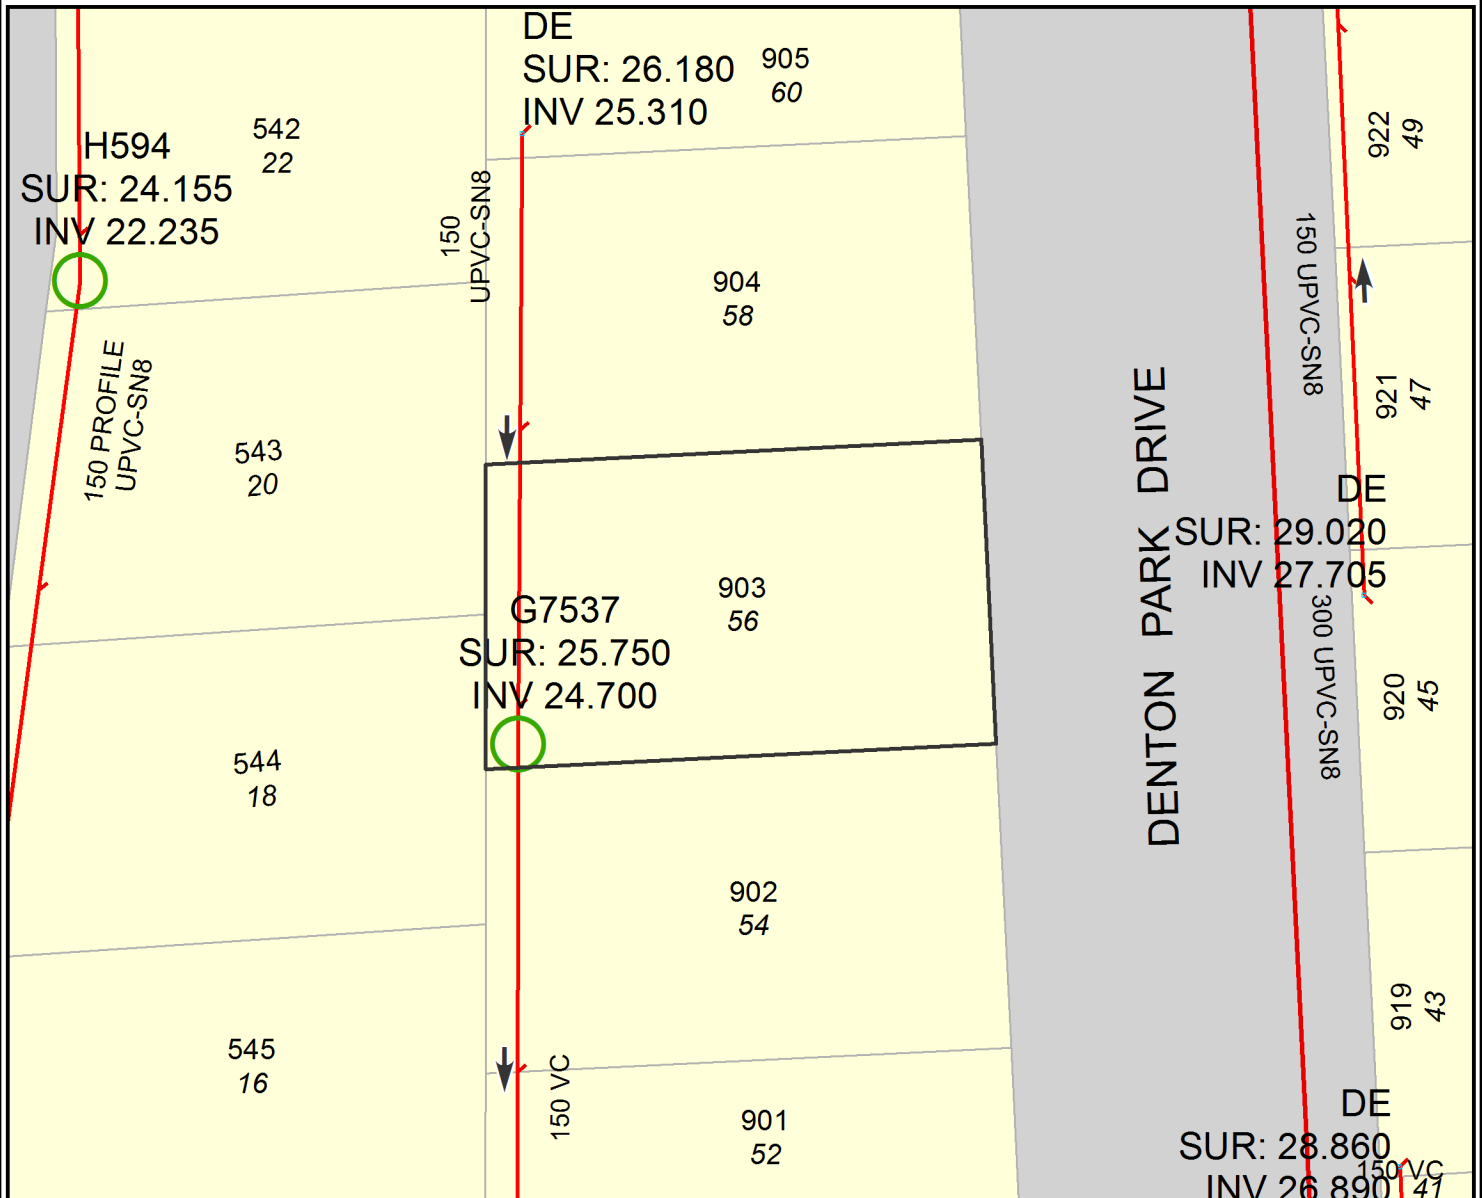 DE
SUR: 26.180
INV 25.310
905
60
542
22
H594
SUR: 24.155
INV 22.235
922
49
150
UPVC-SN8
904
58
150 UPVC-SN8
150 PROFILE
UPVC-SN8
543
20
921
47
DENTON PARK DRIVE
DE
SUR: 29.020
INV 27.705
903
56
G7537
SUR: 25.750
INV 24.700
300 UPVC-SN8
920
45
544
18
902
54
919
43
545
16
150 VC
901
52
DE
SUR: 28.860
INV 26.890
150 VC
41